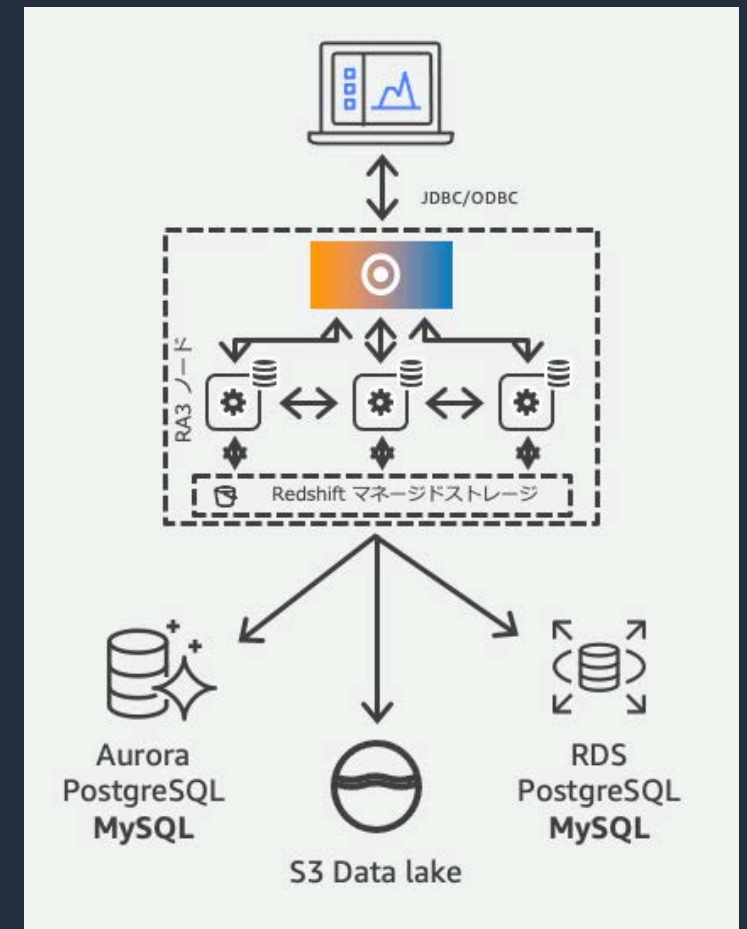 JDBC/ODBC
RA3 ノード
Redshift マネージドストレージ
Aurora
PostgreSQL
MySQL
S3 Data lake
RDS
PostgreSQL
MySQL